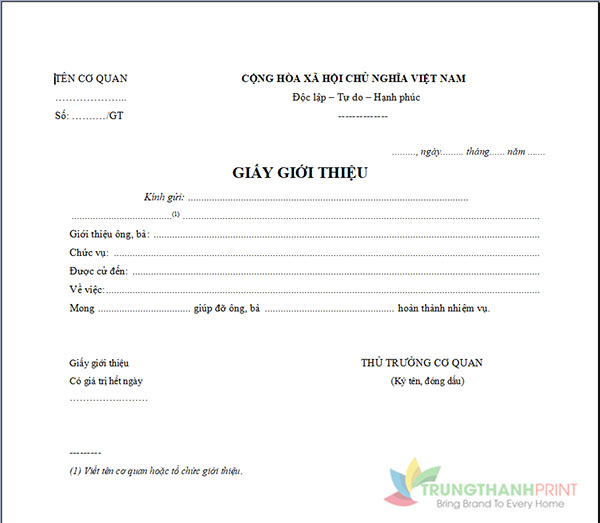 TÊN CƠ QUAN
CỘNG HÒA XÃ HỘI CHỦ NGHĨA VIỆT NAM
………………...
Độc lập – Tự do – Hạnh phúc
Số: ………./GT
--------------
………, ngày……... tháng…... năm …....
GIẤY GIỚI THIỆU
Kính gửi: ...................................................................................................
....................................(1) ...............................................................................................................................
Giới thiệu ông, bà: .........................................................................................................................................
Chức vụ: ......................................................................................................................................................
Được cử đến: ................................................................................................................................................
Về việc:.........................................................................................................................................................
Mong ................................. giúp đỡ ông, bà .............................................. hoàn thành nhiệm vụ.
Giấy giới thiệu
THỦ TRƯỞNG CƠ QUAN
Có giá trị hết ngày
(Ký tên, đóng dấu)
……………………
---------
(1) Viết tên cơ quan hoặc tổ chức giới thiệu.
TRUNGTHANHPRINT
Bring Brand To Every Home